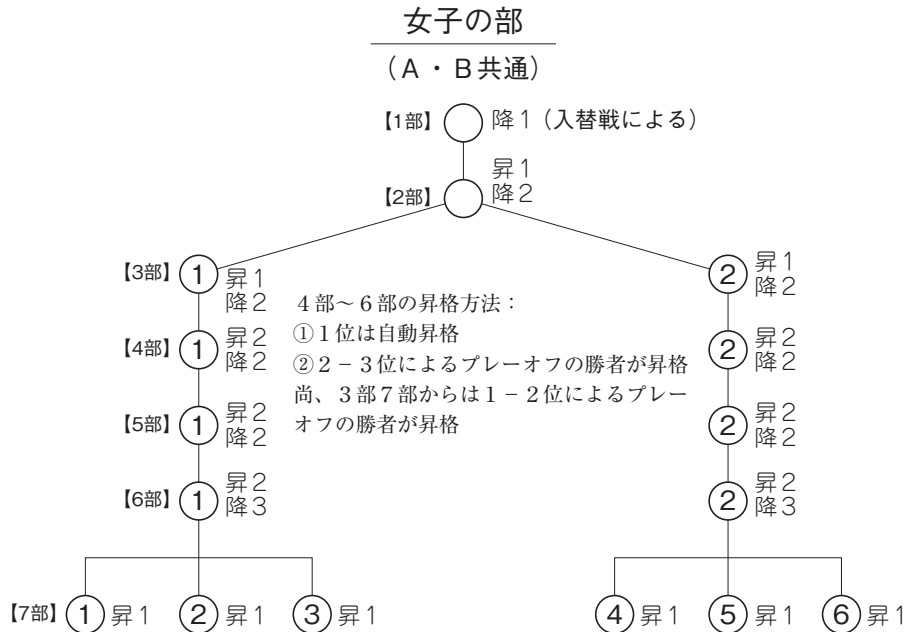 女子の部
（A・B共通）
【1部】 降1（入替戦による）
昇1
【2部】 降2
【3部】 1 昇1 2 昇1
降2 降2
4部～6部の昇格方法：
①1位は自動昇格
【4部】 1 昇2 2 昇2
降2 降2
②2－3位によるプレーオフの勝者が昇格
尚、3部7部からは1－2位によるプレー
オフの勝者が昇格
【5部】 1 昇2 2 昇2
降2 降2
【6部】 1 昇2 2 昇2
降3 降3
【7部】 1 昇1 2 昇1 3 昇1 4 昇1 5 昇1 6 昇1